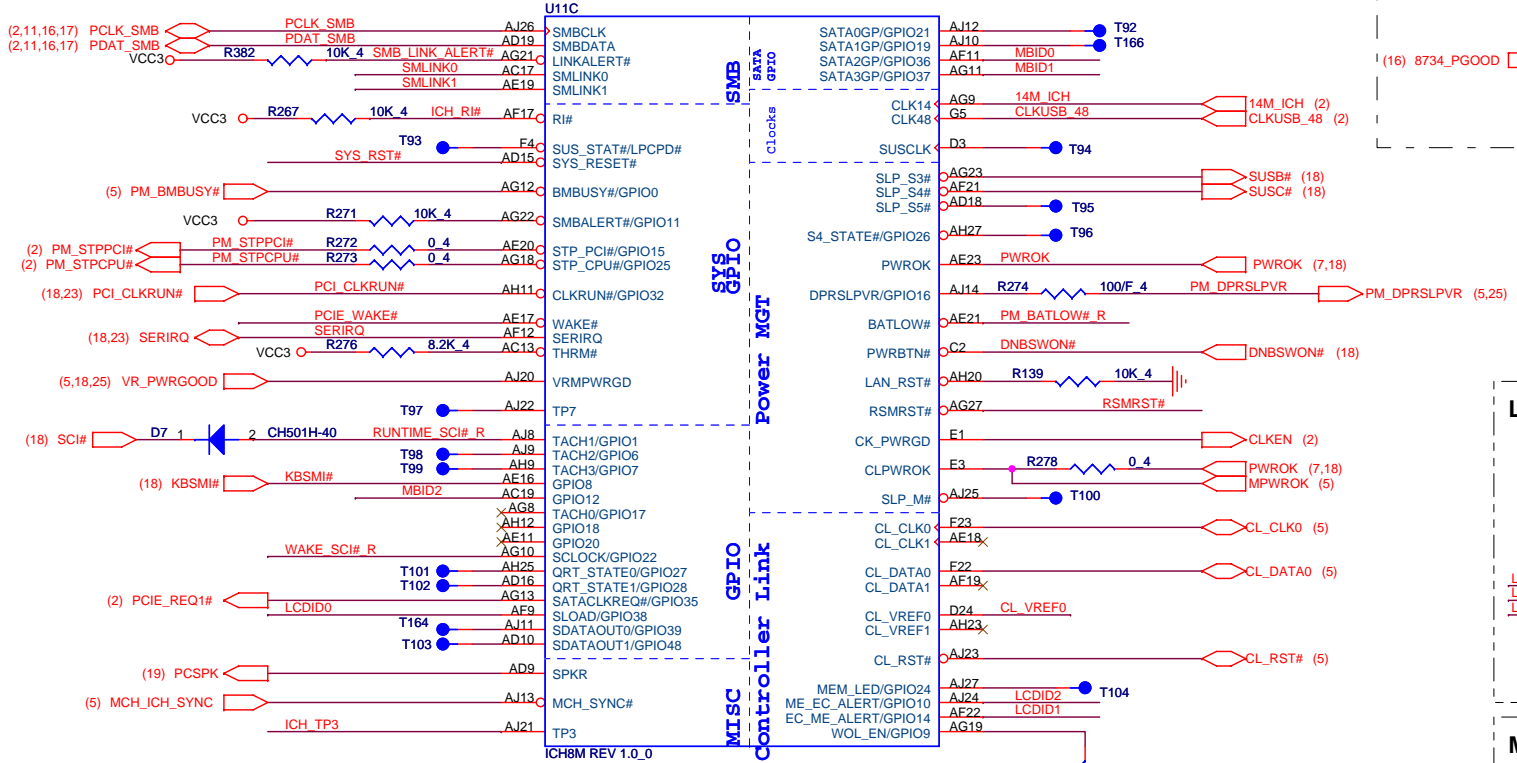 U11C
(2,11,16,17) PCLK_SMB PCLK_SMB AJ26 SMBCLK
(2,11,16,17) PDAT_SMB PDAT_SMB AD19 SMBDATA
VCC3 R382 10K_4 SMB_LINK_ALERT# AG21 LINKALERT#
SMLINK0 AC17 SMLINK0
SMLINK1 AE19 SMLINK1
VCC3 R267 10K_4 ICH_RI# AF17 RI#
T93 F4 SUS_STAT#/LPCPD#
SYS_RST# AD15 SYS_RESET#
(5) PM_BMBUSY# AG12 BMBUSY#/GPIO0
VCC3 R271 10K_4 AG22 SMBALERT#/GPIO11
(2) PM_STPPCI# PM_STPPCI# R272 0_4 AE20 STP_PCI#/GPIO15
(2) PM_STPCPU# PM_STPCPU# R273 0_4 AG18 STP_CPU#/GPIO25
(18,23) PCI_CLKRUN# PCI_CLKRUN# AH11 CLKRUN#/GPIO32
PCIE_WAKE# AE17 WAKE#
(18,23) SERIRQ SERIRQ AF12 SERIRQ
VCC3 R276 8.2K_4 AC13 THRM#
(5,18,25) VR_PWRGOOD AJ20 VRMPWRGD
T97 AJ22 TP7
(18) SCI# D7 1 2 CH501H-40 RUNTIME_SCI#_R AJ8 TACH1/GPIO1
T98 AJ9 TACH2/GPIO6
T99 AH9 TACH3/GPIO7
(18) KBSMI# KBSMI# AE16 GPIO8
MBID2 AC19 GPIO12
AG8 TACH0/GPIO17
AH12 GPIO18
AE11 GPIO20
WAKE_SCI#_R AG10 SCLOCK/GPIO22
T101 AH25 QRT_STATE0/GPIO27
T102 AD16 QRT_STATE1/GPIO28
(2) PCIE_REQ1# AG13 SATACLKREQ#/GPIO35
LCDID0 AF9 SLOAD/GPIO38
T164 AJ11 SDATAOUT0/GPIO39
T103 AD10 SDATAOUT1/GPIO48
(19) PCSPK AD9 SPKR
(5) MCH_ICH_SYNC AJ13 MCH_SYNC#
ICH_TP3 AJ21 TP3
ICH8M REV 1.0_0
SMB
SATA
GPIO
Clocks
SYS
GPIO
Power MGT
GPIO
Controller Link
MISC
SATA0GP/GPIO21 AJ12 T92
SATA1GP/GPIO19 AJ10 T166
SATA2GP/GPIO36 AF11 MBID0
SATA3GP/GPIO37 AG11 MBID1
CLK14 AG9 14M_ICH 14M_ICH (2)
CLK48 G5 CLKUSB_48 CLKUSB_48 (2)
SUSCLK D3 T94
SLP_S3# AG23 SUSB# (18)
SLP_S4# AF21 SUSC# (18)
SLP_S5# AD18 T95
S4_STATE#/GPIO26 AH27 T96
PWROK AE23 PWROK PWROK (7,18)
DPRSLPVR/GPIO16 AJ14 R274 100/F_4 PM_DPRSLPVR PM_DPRSLPVR (5,25)
BATLOW# AE21 PM_BATLOW#_R
PWRBTN# C2 DNBSWON# DNBSWON# (18)
LAN_RST# AH20 R139 10K_4
RSMRST# AG27 RSMRST#
CK_PWRGD E1 CLKEN (2)
CLPWROK E3 R278 0_4 PWROK (7,18)
MPWROK (5)
SLP_M# AJ25 T100
CL_CLK0 F23 CL_CLK0 (5)
CL_CLK1 AE18
CL_DATA0 F22 CL_DATA0 (5)
CL_DATA1 AF19
CL_VREF0 D24 CL_VREF0
CL_VREF1 AH23
CL_RST# AJ23 CL_RST# (5)
MEM_LED/GPIO24 AJ27 T104
ME_EC_ALERT/GPIO10 AJ24 LCDID2
EC_ME_ALERT/GPIO14 AF22 LCDID1
WOL_EN/GPIO9 AG19
(16) 8734_PGOOD